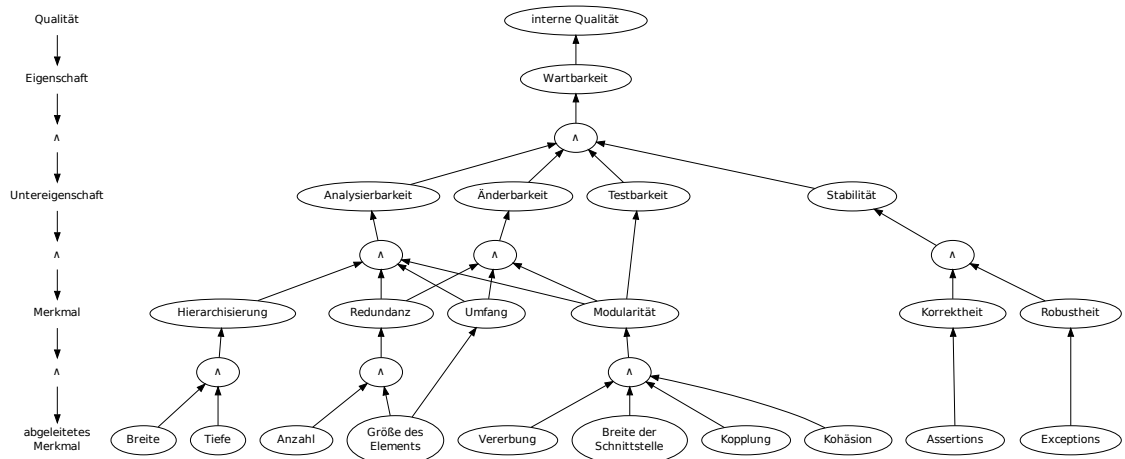 Qualität
interne Qualität
Eigenschaft
Wartbarkeit
∧
∧
Untereigenschaft
Analysierbarkeit
Änderbarkeit
Testbarkeit
Stabilität
∧
∧
∧
∧
Merkmal
Hierarchisierung
Redundanz
Umfang
Modularität
Korrektheit
Robustheit
∧
∧
∧
∧
abgeleitetes
Merkmal
Breite
Tiefe
Anzahl
Größe des
Elements
Vererbung
Breite der
Schnittstelle
Kopplung
Kohäsion
Assertions
Exceptions